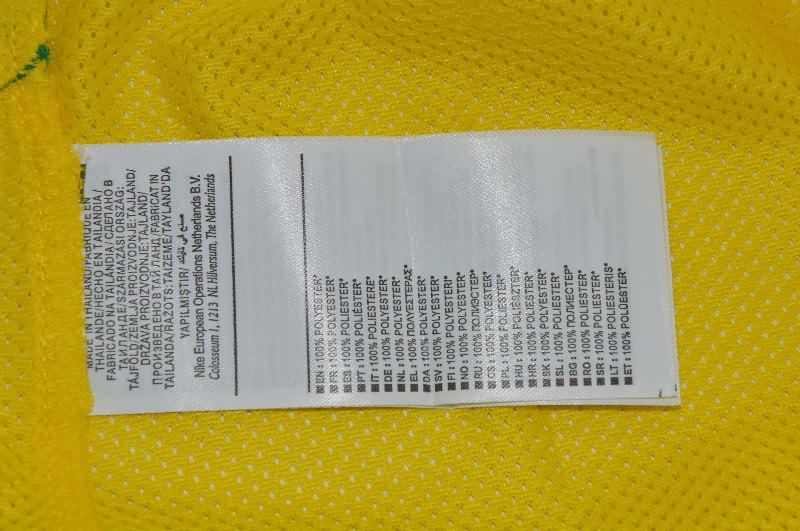 MADE IN THAILAND/FABRIQUE EN
THAILANDE/HECHO EN TAILANDIA/
FABRICADO NA TAILÂNDIA/СДЕЛАНО В
ТАИЛАНДЕ/SZÁRMAZÁSI ORSZÁG:
TÁJFÖLD/ZEMLJA PROIZVODNJE:TAJLAND/
DRŽAVA PROIZVODNJE:TAJLAND/
ПРОИЗВЕДЕНО В ТАЙЛАНД/FABRICAT IN
TAILANDA/RAŽOTS:TAIZEME/TAYLAND'DA
YAPILMIŞTIR/
Nike European Operations Netherlands B.V.
Colosseum 1, 1213 NL Hilversum, The Netherlands
EN : 100% POLYESTER*
FR : 100% POLYESTER*
ES : 100% POLIÉSTER*
PT : 100% POLIÉSTER*
IT : 100% POLIESTERE*
DE : 100% POLYESTER*
NL : 100% POLYESTER*
EL : 100% ΠΟΛΥΕΣΤΕΡΑΣ*
DA : 100% POLYESTER*
SV : 100% POLYESTER*
FI : 100% POLYESTERI*
NO : 100% POLYESTER*
RU : 100% ПОЛИЭСТЕР*
CS : 100% POLYESTER*
PL : 100% POLIESTER*
HU : 100% POLIÉSZTER*
HR : 100% POLIESTER*
SK : 100% POLYESTER*
SL : 100% POLIESTER*
BG : 100% ПОЛИЕСТЕР*
RO : 100% POLIESTER*
SR : 100% POLIESTER*
LT : 100% POLIESTERIS*
ET : 100% POLÜESTER*